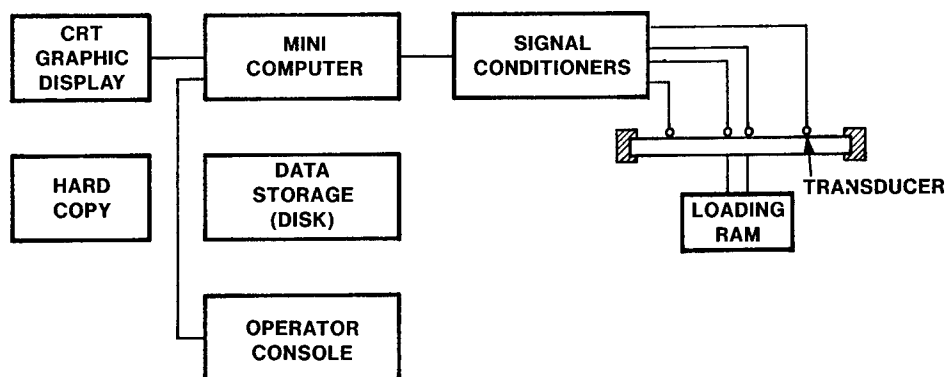 CRT
GRAPHIC
DISPLAY
MINI
COMPUTER
SIGNAL
CONDITIONERS
HARD
COPY
DATA
STORAGE
(DISK)
TRANSDUCER
LOADING
RAM
OPERATOR
CONSOLE